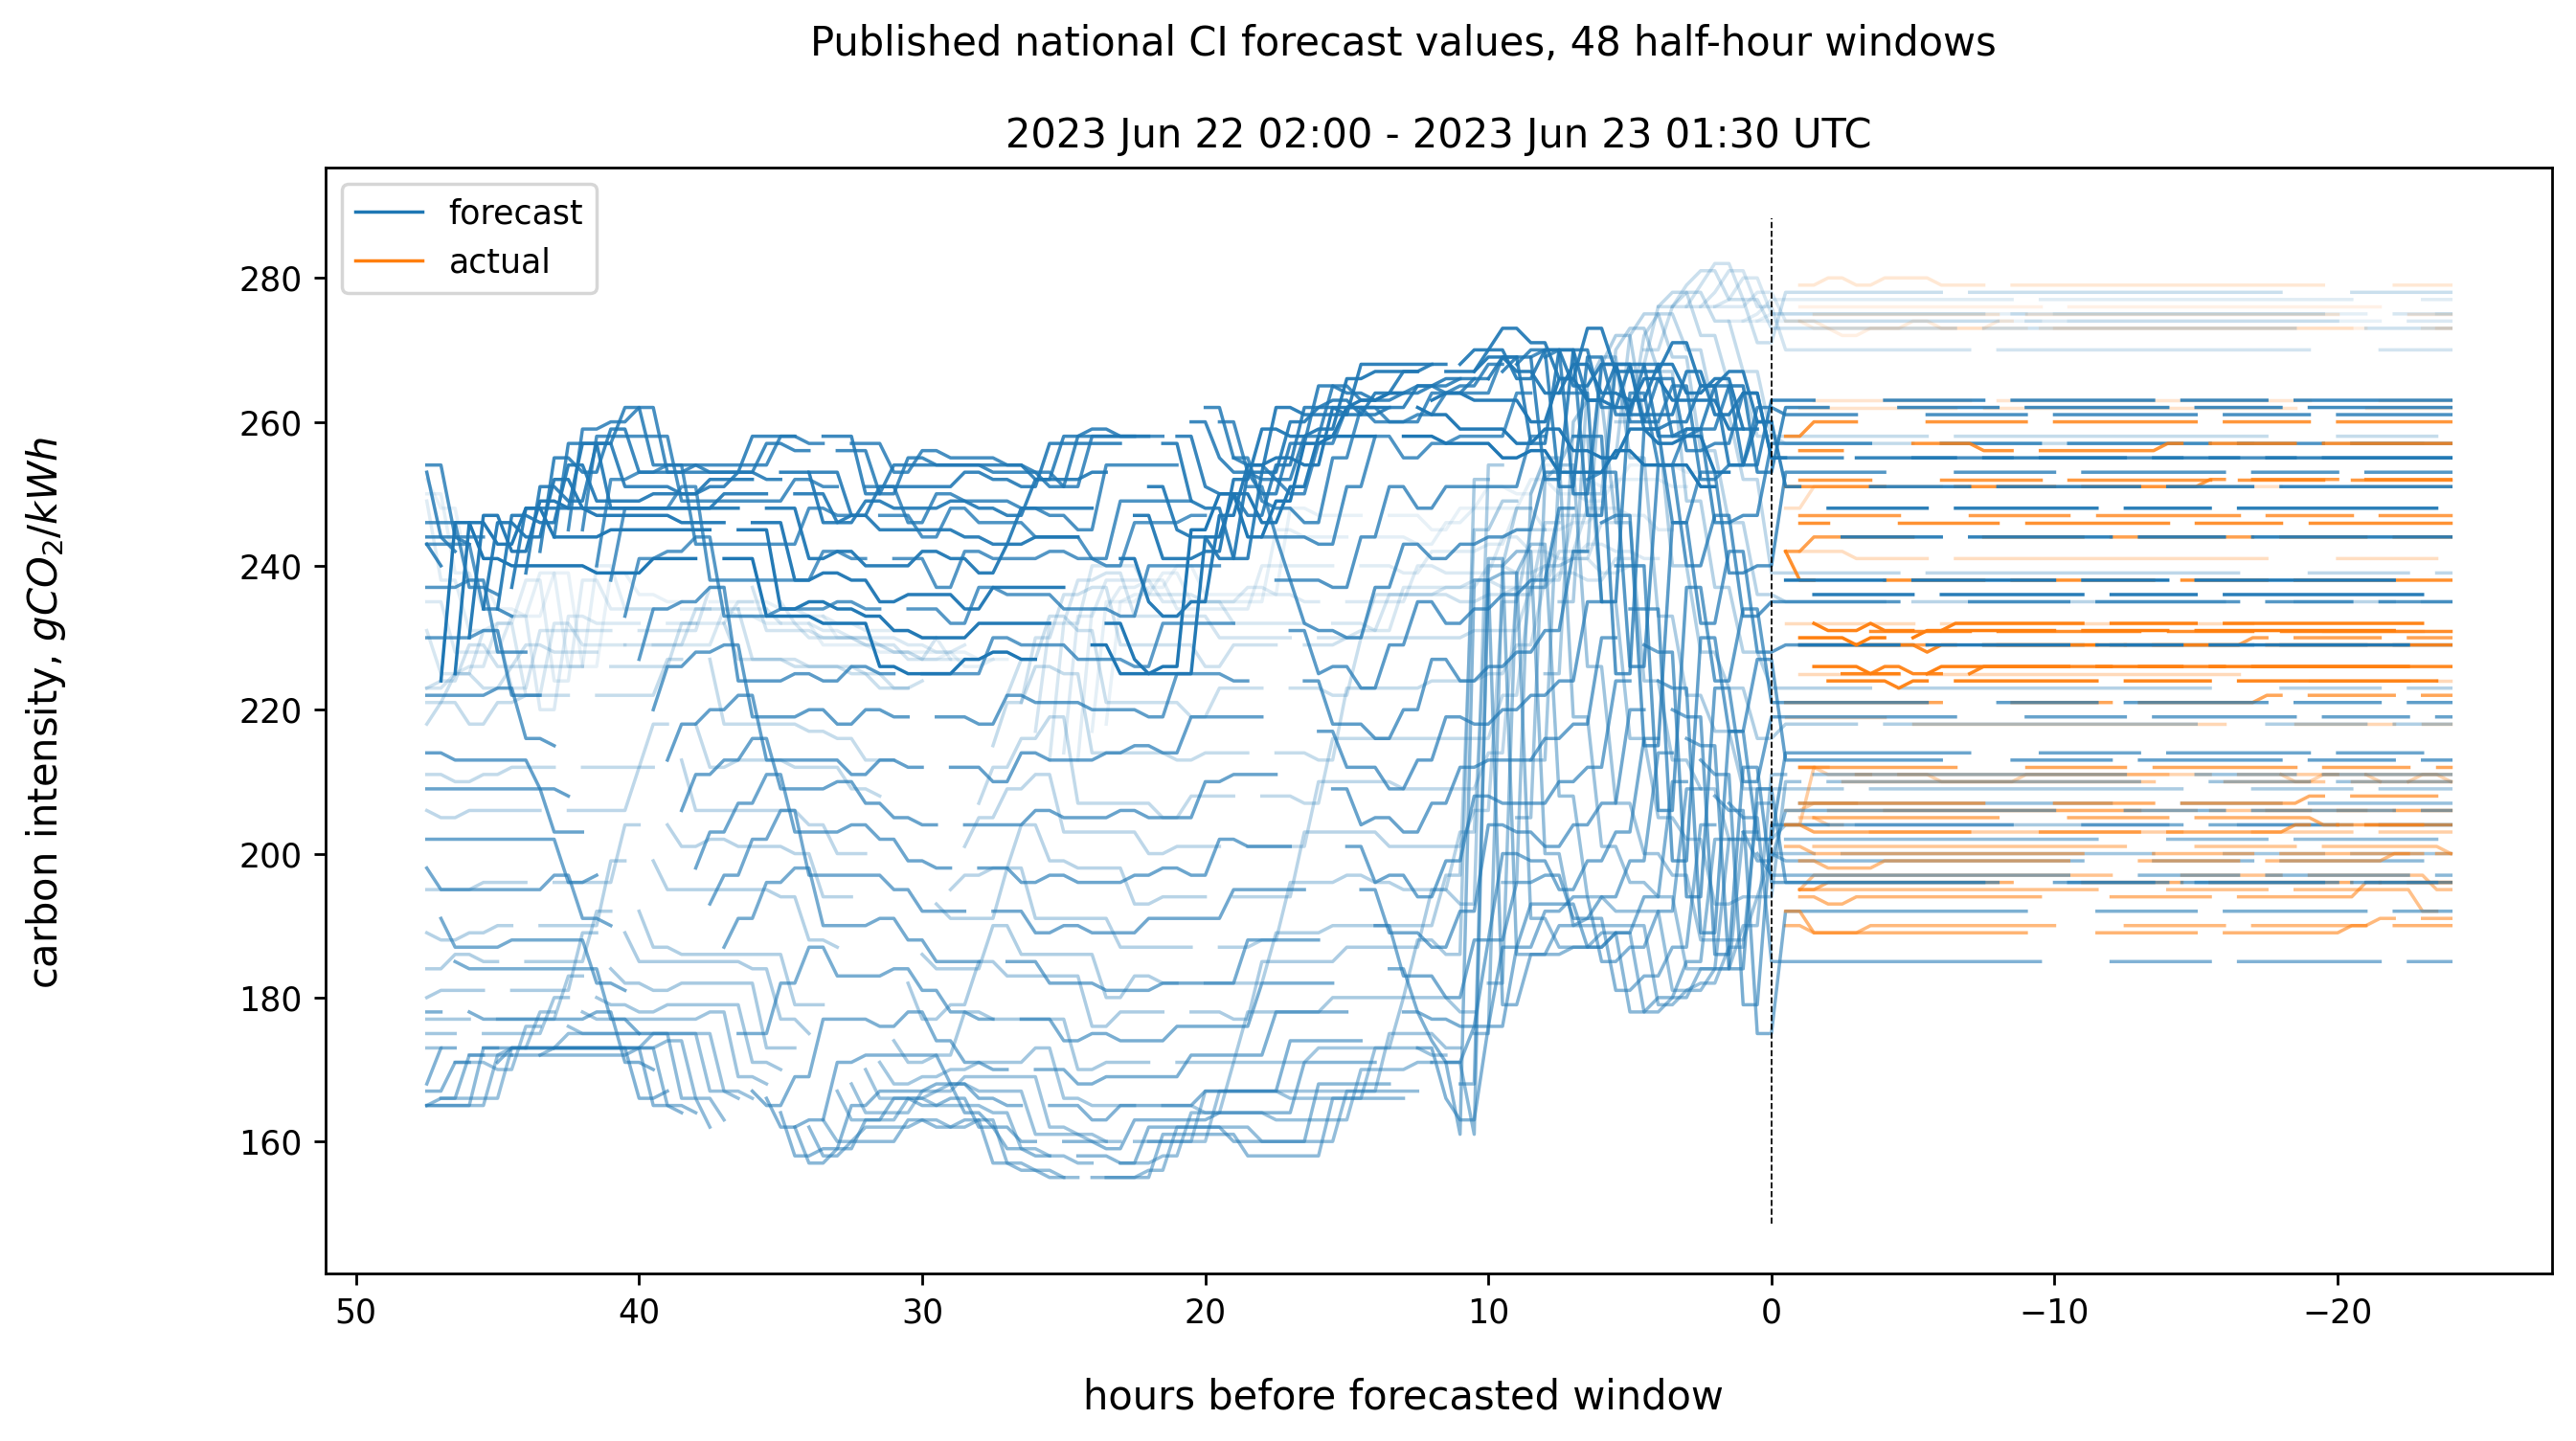 Published national CI forecast values, 48 half-hour windows
2023 Jun 22 02:00 - 2023 Jun 23 01:30 UTC
forecast
actual
carbon intensity, gCO₂/kWh
280
260
240
220
200
180
160
50 40 30 20 10 0 −10 −20
hours before forecasted window